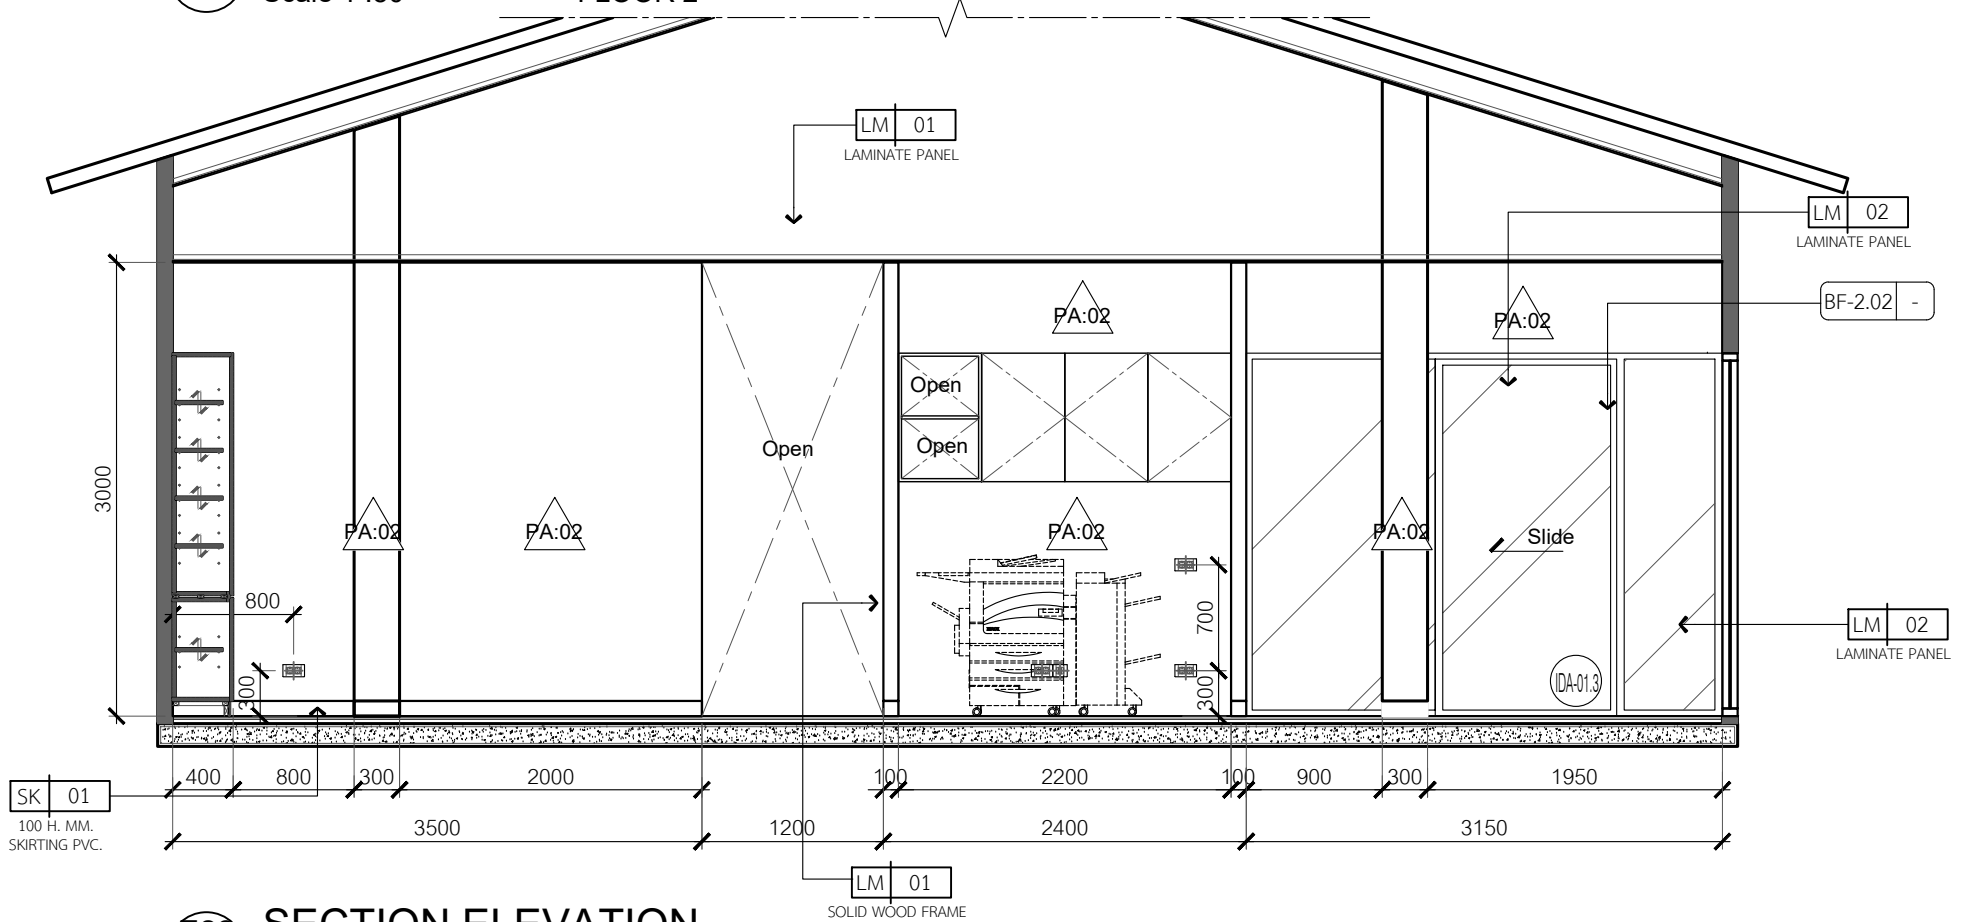 LM 01
LAMINATE PANEL
LM 02
LAMINATE PANEL
BF-2.02 -
PA:02
PA:02
Open
Open
Open
3000
PA:02
PA:02
PA:02
PA:02
Slide
800
700
LM 02
LAMINATE PANEL
300
300
IDA-01.3
400 800 300 2000 100 2200 100 900 300 1950
SK 01
100 H. MM.
SKIRTING PVC.
3500 1200 2400 3150
LM 01
SOLID WOOD FRAME
SECTION ELEVATION